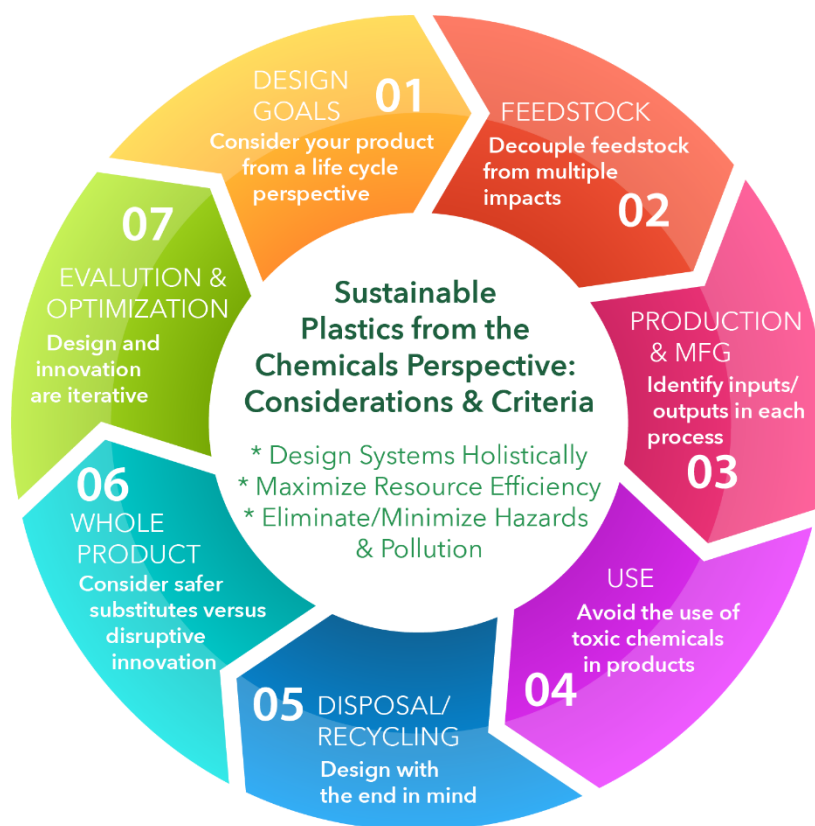 Sustainable
Plastics from the
Chemicals Perspective:
Considerations & Criteria
* Design Systems Holistically
* Maximize Resource Efficiency
* Eliminate/Minimize Hazards
& Pollution
DESIGN
GOALS
01
Consider your product
from a life cycle
perspective
FEEDSTOCK
Decouple feedstock
from multiple
impacts
02
PRODUCTION
& MFG
Identify inputs/
outputs in each
process
03
USE
Avoid the use of
toxic chemicals
in products
04
05
DISPOSAL/
RECYCLING
Design with
the end in mind
06
WHOLE
PRODUCT
Consider safer
substitutes versus
disruptive
innovation
07
EVALUTION &
OPTIMIZATION
Design and
innovation
are iterative